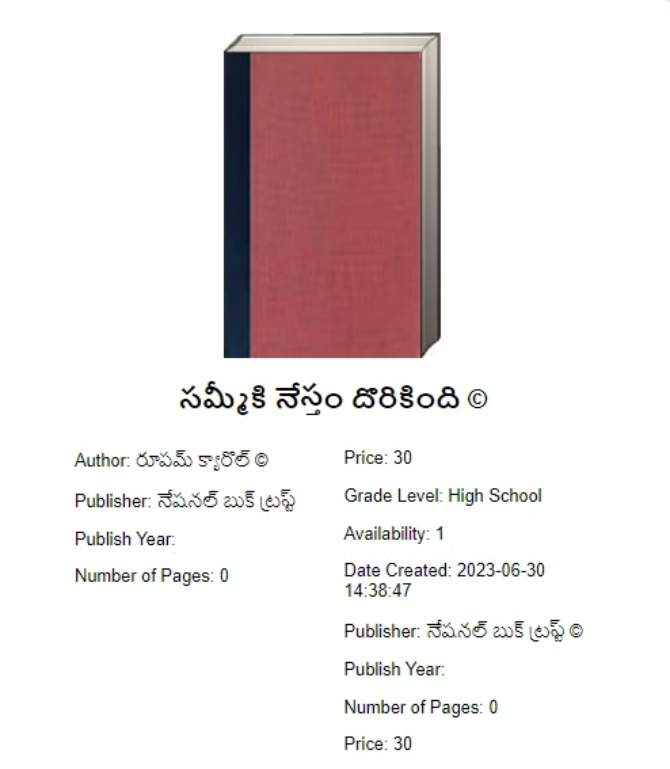 సమ్మీకి నేస్తం దొరికింది ©
Author: రూపమ్ క్యారొల్ ©
Publisher: నేషనల్ బుక్ ట్రస్ట్
Publish Year:
Number of Pages: 0
Price: 30
Grade Level: High School
Availability: 1
Date Created: 2023-06-30
14:38:47
Publisher: నేషనల్ బుక్ ట్రస్ట్ ©
Publish Year:
Number of Pages: 0
Price: 30